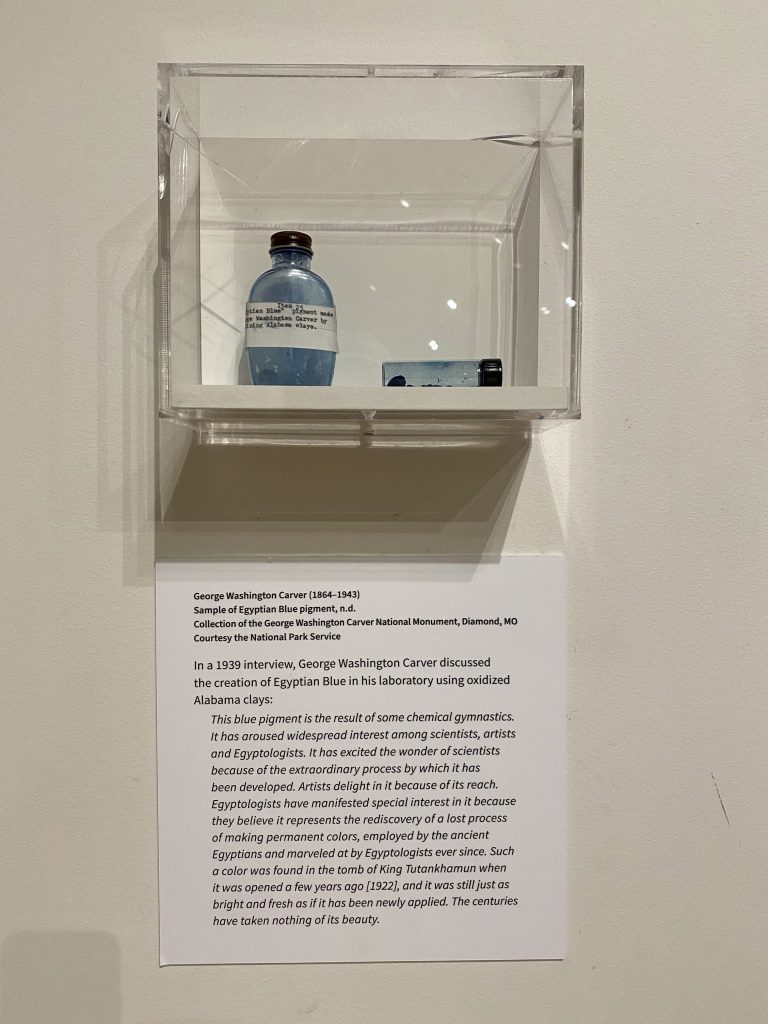 Item 25
tian Blue" pigment made
ge Washington Carver by
izing Alabama clays.
George Washington Carver (1864–1943)
Sample of Egyptian Blue pigment, n.d.
Collection of the George Washington Carver National Monument, Diamond, MO
Courtesy the National Park Service
In a 1939 interview, George Washington Carver discussed
the creation of Egyptian Blue in his laboratory using oxidized
Alabama clays:
This blue pigment is the result of some chemical gymnastics.
It has aroused widespread interest among scientists, artists
and Egyptologists. It has excited the wonder of scientists
because of the extraordinary process by which it has
been developed. Artists delight in it because of its reach.
Egyptologists have manifested special interest in it because
they believe it represents the rediscovery of a lost process
of making permanent colors, employed by the ancient
Egyptians and marveled at by Egyptologists ever since. Such
a color was found in the tomb of King Tutankhamun when
it was opened a few years ago [1922], and it was still just as
bright and fresh as if it has been newly applied. The centuries
have taken nothing of its beauty.